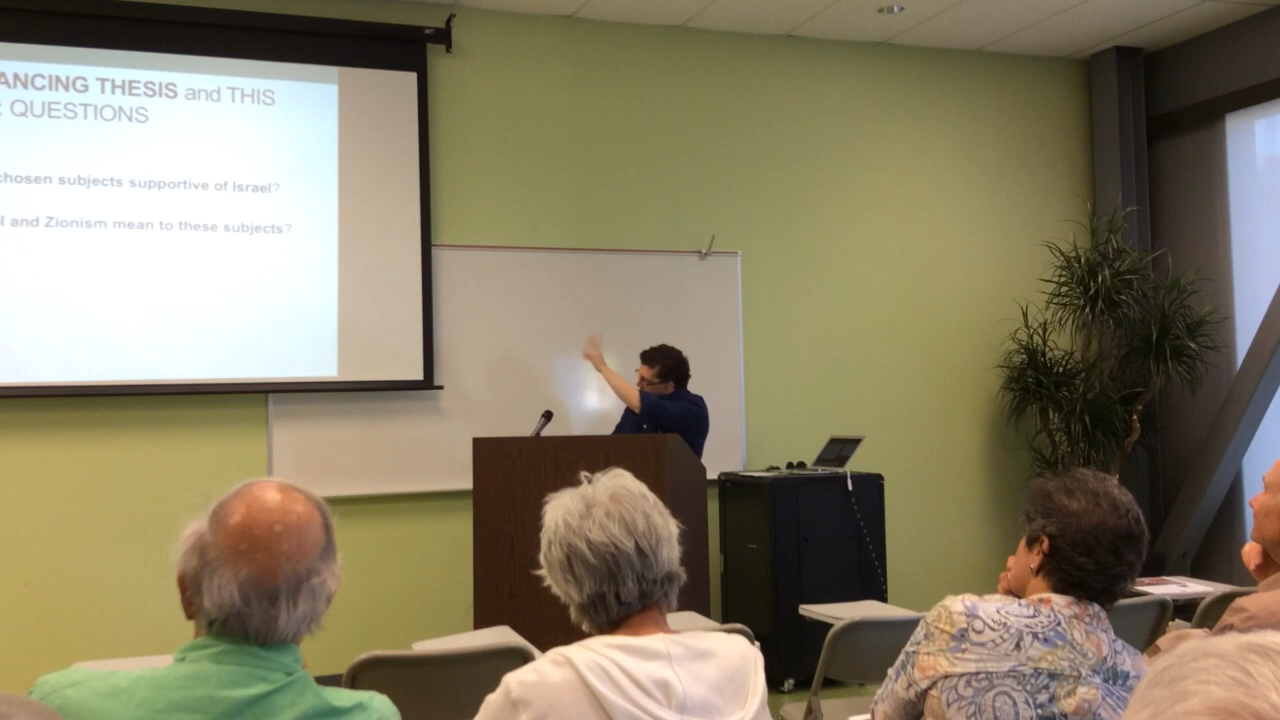 ANCING THESIS and THIS
: QUESTIONS
chosen subjects supportive of Israel?
l and Zionism mean to these subjects?